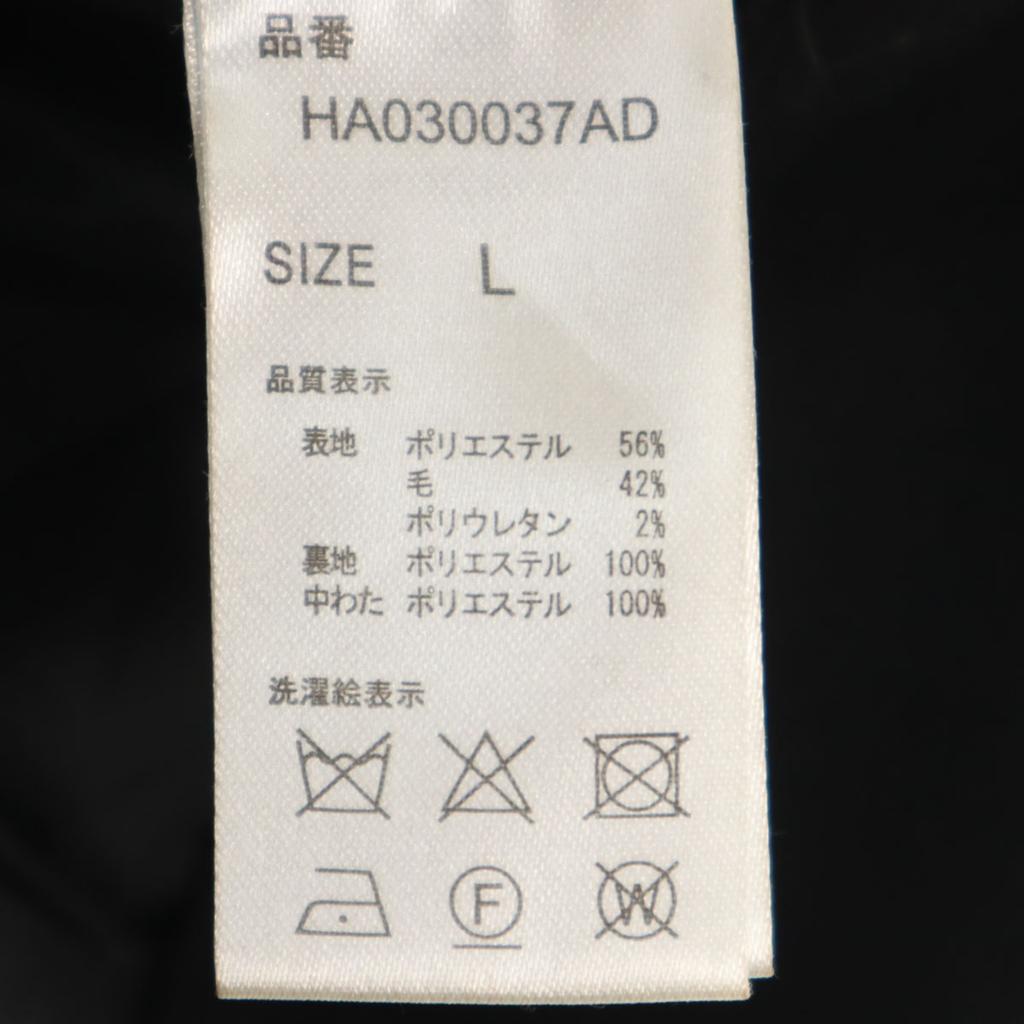 品番
HA030037AD
SIZE L
品質表示
表地 ポリエステル 56%
毛 42%
ポリウレタン 2%
裏地 ポリエステル 100%
中わた ポリエステル 100%
洗濯絵表示
F W